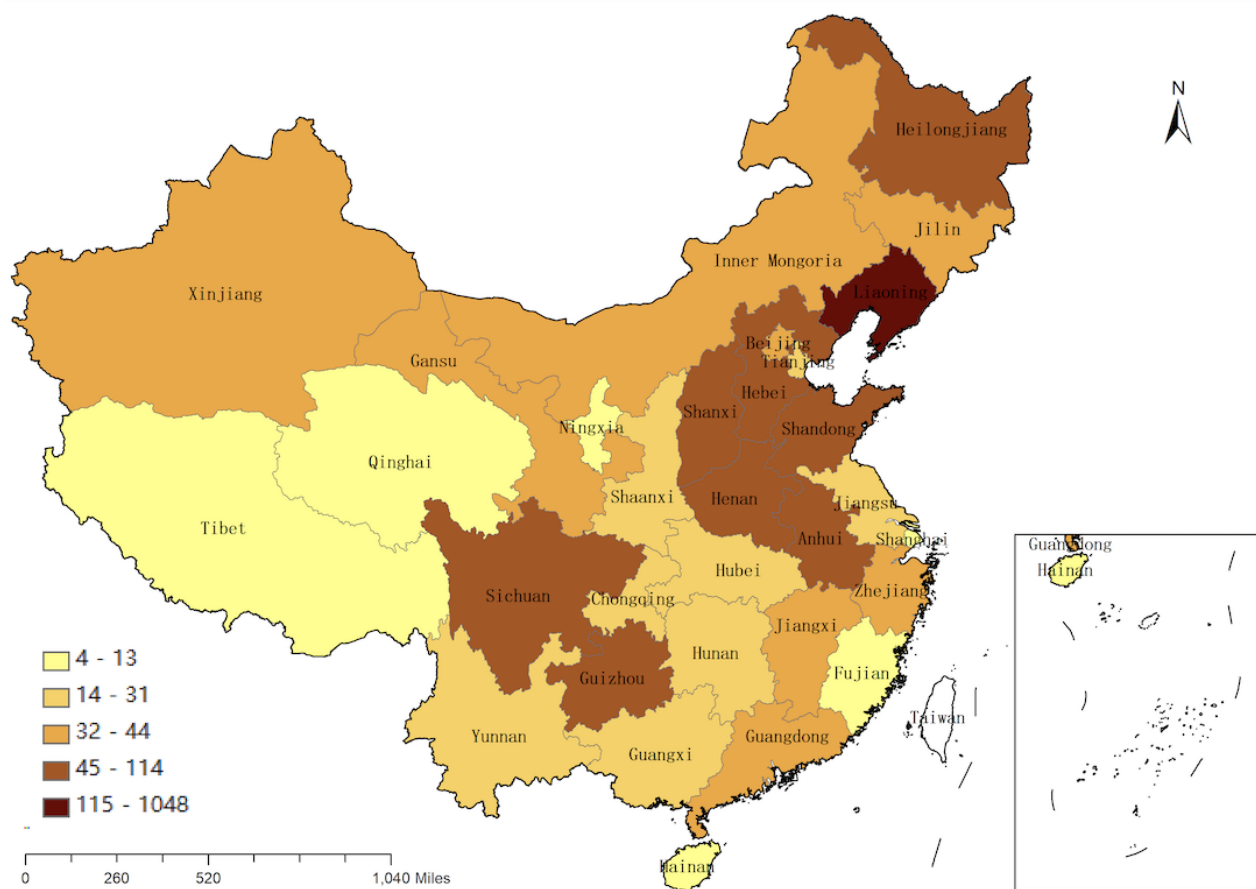 N
Heilongjiang
Jilin
Inner Mongoria
Liaoning
Xinjiang
Beijing
Tianjing
Gansu
Hebei
Shanxi
Shandong
Ningxia
Qinghai
Shaanxi
Henan
Jiangsu
Tibet
Anhui
Shanghai
Guangdong
Hainan
Hubei
Sichuan
Chongqing
Zhejiang
Jiangxi
Hunan
Guizhou
Fujian
Taiwan
Yunnan
Guangxi
Guangdong
Hainan
4 - 13
14 - 31
32 - 44
45 - 114
115 - 1048
0 260 520 1,040 Miles